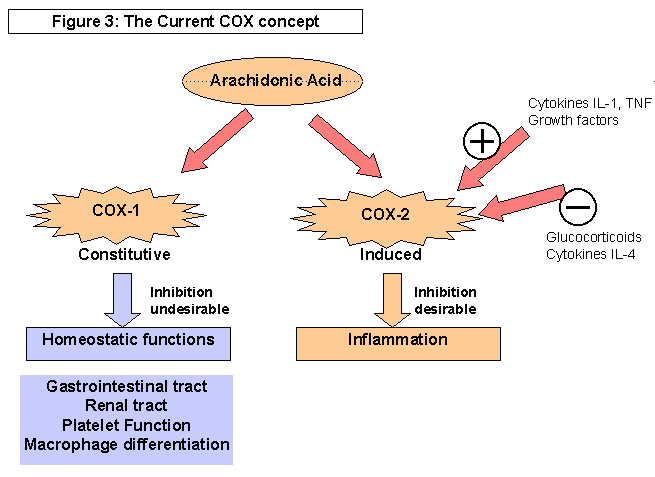 Figure 3: The Current COX concept
Arachidonic Acid
Cytokines IL-1, TNF
Growth factors
+
COX-1
COX-2
−
Constitutive
Induced
Glucocorticoids
Cytokines IL-4
Inhibition
undesirable
Inhibition
desirable
Homeostatic functions
Inflammation
Gastrointestinal tract
Renal tract
Platelet Function
Macrophage differentiation